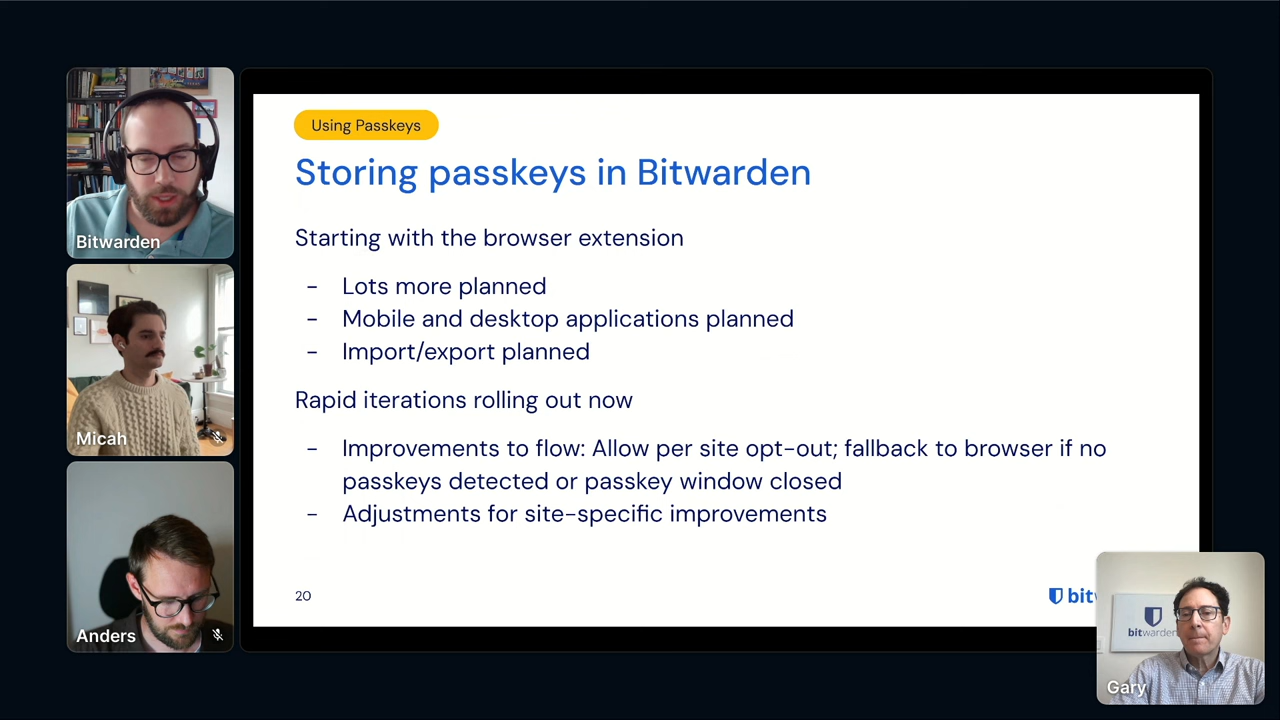 Using Passkeys
Storing passkeys in Bitwarden
Starting with the browser extension
- Lots more planned
- Mobile and desktop applications planned
- Import/export planned
Rapid iterations rolling out now
- Improvements to flow: Allow per site opt-out; fallback to browser if no
passkeys detected or passkey window closed
- Adjustments for site-specific improvements
20
bitw
Bitwarden
Micah
Anders
bitwarden
Gary